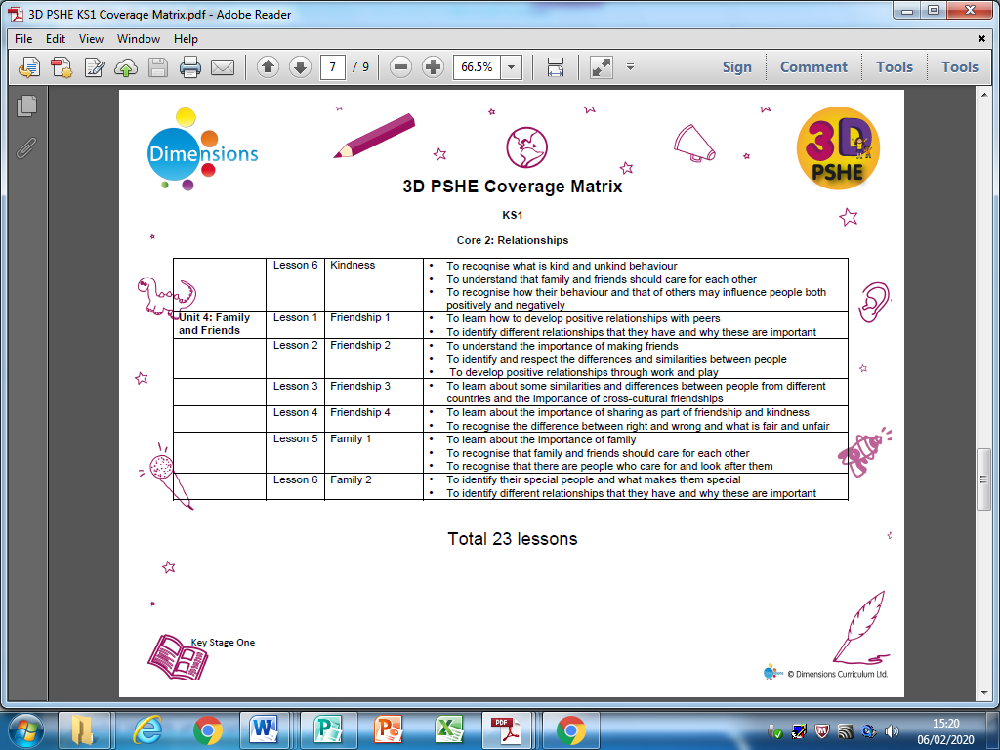 3D PSHE KS1 Coverage Matrix.pdf - Adobe Reader
File Edit View Window Help
7 / 9 66.5% Sign Comment Tools Tools
Dimensions
3D
PSHE
3D PSHE Coverage Matrix
KS1
Core 2: Relationships
Lesson 6 Kindness • To recognise what is kind and unkind behaviour
• To understand that family and friends should care for each other
• To recognise how their behaviour and that of others may influence people both
positively and negatively
Unit 4: Family Lesson 1 Friendship 1 • To learn how to develop positive relationships with peers
and Friends • To identify different relationships that they have and why these are important
Lesson 2 Friendship 2 • To understand the importance of making friends
• To identify and respect the differences and similarities between people
• To develop positive relationships through work and play
Lesson 3 Friendship 3 • To learn about some similarities and differences between people from different
countries and the importance of cross-cultural friendships
Lesson 4 Friendship 4 • To learn about the importance of sharing as part of friendship and kindness
• To recognise the difference between right and wrong and what is fair and unfair
Lesson 5 Family 1 • To learn about the importance of family
• To recognise that family and friends should care for each other
• To recognise that there are people who care for and look after them
Lesson 6 Family 2 • To identify their special people and what makes them special
• To identify different relationships that they have and why these are important
Total 23 lessons
Key Stage One
© Dimensions Curriculum Ltd.
15:20
06/02/2020